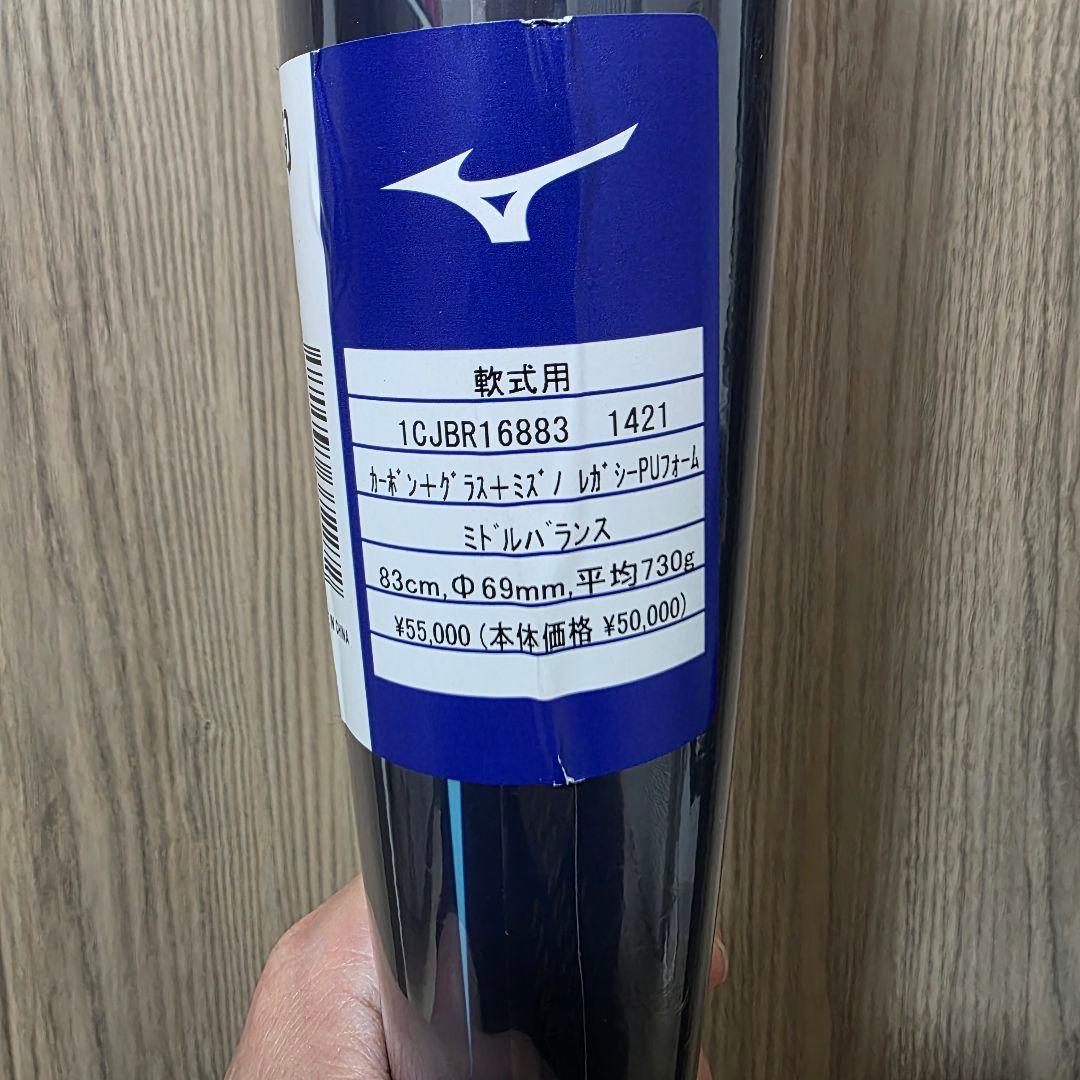 軟式用
1CJBR16883 1421
ｶｰﾎﾞﾝ+ｸﾞﾗｽ+ﾐｽﾞﾉ ﾚｶﾞｼｰPUﾌｫｰﾑ
ﾐﾄﾞﾙﾊﾞﾗﾝｽ
83cm,Φ69mm,平均730g
¥55,000 (本体価格 ¥50,000)
CHINA